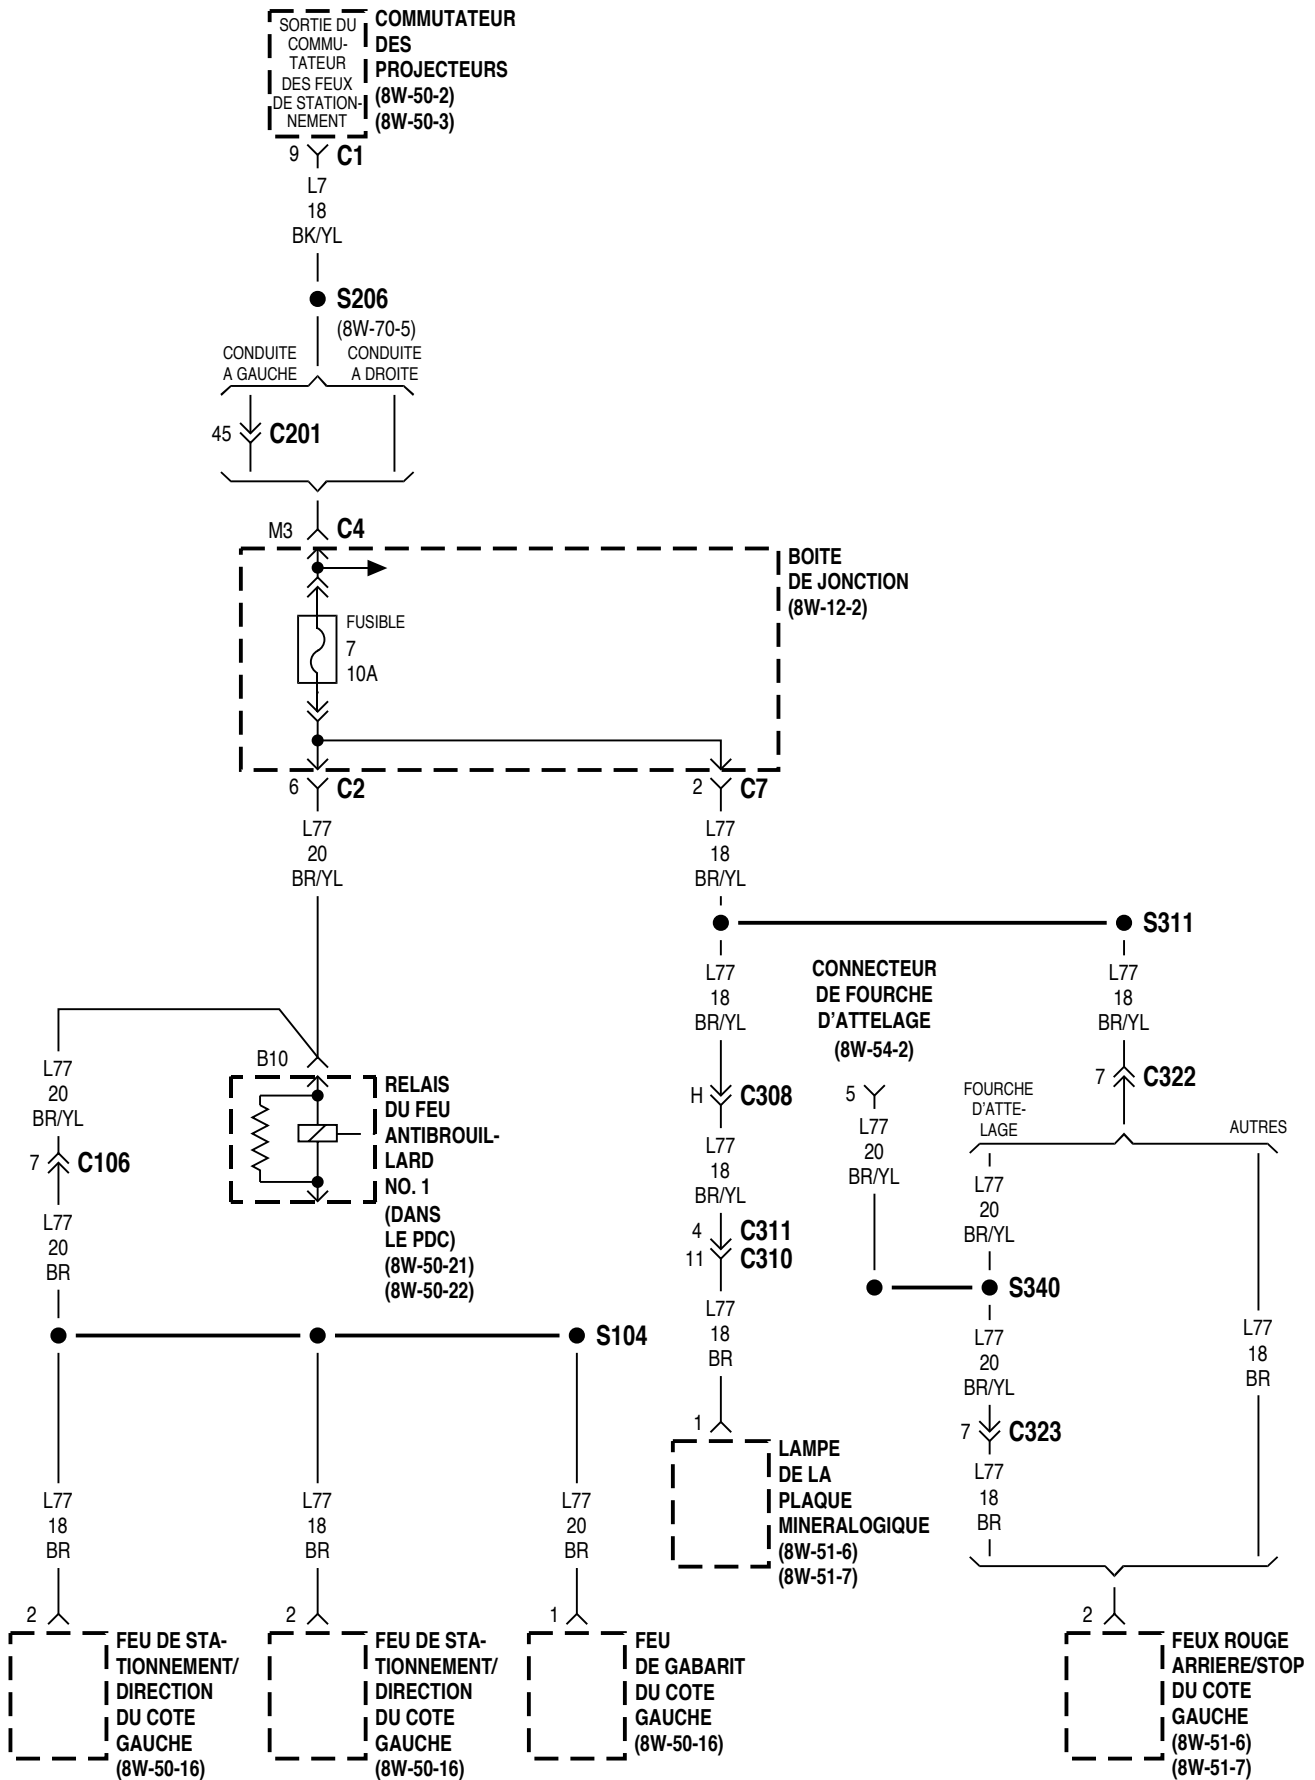 SORTIE DU
COMMU-
TATEUR
DES FEUX
DE STATION-
NEMENT
COMMUTATEUR
DES
PROJECTEURS
(8W-50-2)
(8W-50-3)
9 C1
L7
18
BK/YL
S206
(8W-70-5)
CONDUITE
A GAUCHE
CONDUITE
A DROITE
45 C201
M3 C4
BOITE
DE JONCTION
(8W-12-2)
FUSIBLE
7
10A
6 C2
2 C7
L77
20
BR/YL
L77
18
BR/YL
S311
L77
18
BR/YL
CONNECTEUR
DE FOURCHE
D'ATTELAGE
(8W-54-2)
L77
18
BR/YL
B10
L77
20
BR/YL
7 C106
L77
20
BR
RELAIS
DU FEU
ANTIBROUIL-
LARD
NO. 1
(DANS
LE PDC)
(8W-50-21)
(8W-50-22)
H C308
L77
18
BR/YL
4 C311
11 C310
L77
18
BR
5
L77
20
BR/YL
7 C322
FOURCHE
D'ATTE-
LAGE
AUTRES
L77
20
BR/YL
S340
L77
20
BR/YL
7 C323
L77
18
BR
L77
18
BR
S104
1
LAMPE
DE LA
PLAQUE
MINERALOGIQUE
(8W-51-6)
(8W-51-7)
L77
18
BR
L77
18
BR
L77
20
BR
2
FEU DE STA-
TIONNEMENT/
DIRECTION
DU COTE
GAUCHE
(8W-50-16)
2
FEU DE STA-
TIONNEMENT/
DIRECTION
DU COTE
GAUCHE
(8W-50-16)
1
FEU
DE GABARIT
DU COTE
GAUCHE
(8W-50-16)
2
FEUX ROUGE
ARRIERE/STOP
DU COTE
GAUCHE
(8W-51-6)
(8W-51-7)